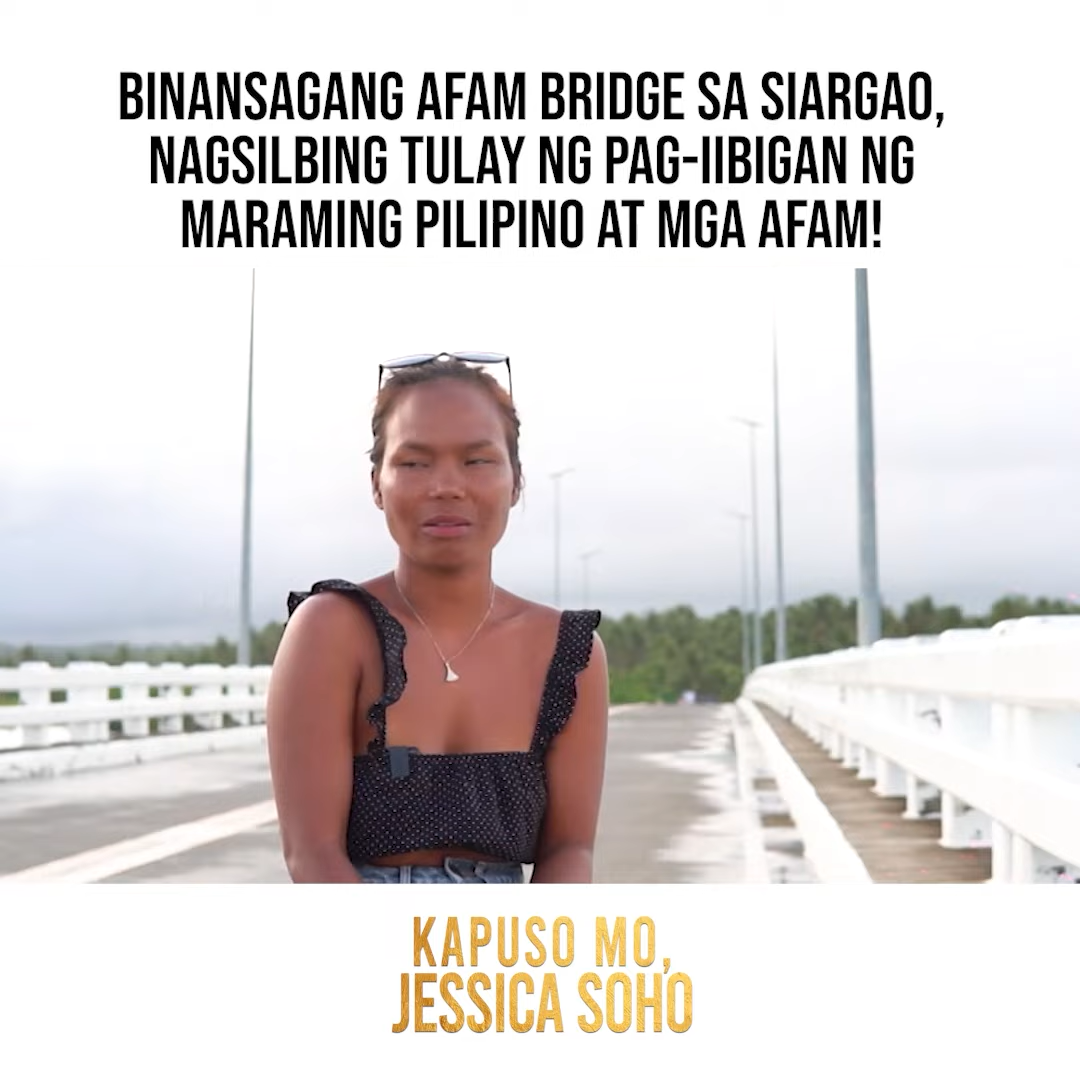 BINANSAGANG AFAM BRIDGE SA SIARGAO,
NAGSILBING TULAY NG PAG-IIBIGAN NG
MARAMING PILIPINO AT MGA AFAM!
KAPUSO MO,
JESSICA SOHO